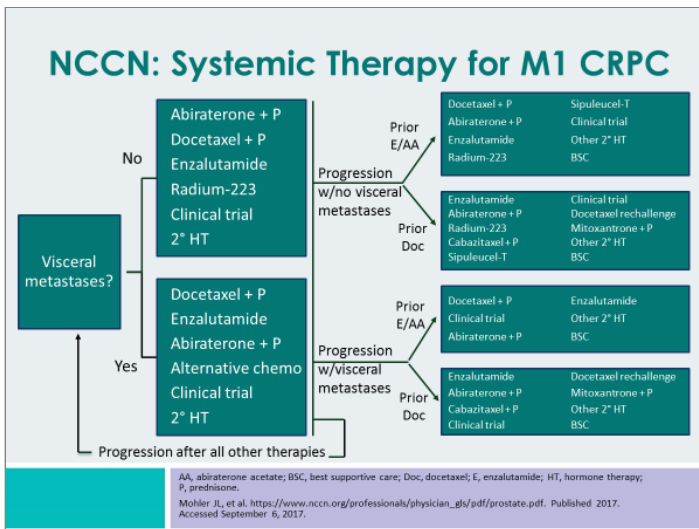 NCCN: Systemic Therapy for M1 CRPC
Visceral
metastases?
No
Yes
Abiraterone + P
Docetaxel + P
Enzalutamide
Radium-223
Clinical trial
2° HT
Docetaxel + P
Enzalutamide
Abiraterone + P
Alternative chemo
Clinical trial
2° HT
Progression
w/no visceral
metastases
Prior
E/AA
Prior
Doc
Docetaxel + P Sipuleucel-T
Abiraterone + P Clinical trial
Enzalutamide Other 2° HT
Radium-223 BSC
Enzalutamide Clinical trial
Abiraterone + P Docetaxel rechallenge
Radium-223 Mitoxantrone + P
Cabazitaxel + P Other 2° HT
Sipuleucel-T BSC
Progression
w/visceral
metastases
Prior
E/AA
Prior
Doc
Docetaxel + P Enzalutamide
Clinical trial Other 2° HT
Abiraterone + P BSC
Enzalutamide Docetaxel rechallenge
Abiraterone + P Mitoxantrone + P
Cabazitaxel + P Other 2° HT
Clinical trial BSC
Progression after all other therapies
AA, abiraterone acetate; BSC, best supportive care; Doc, docetaxel; E, enzalutamide; HT, hormone therapy;
P, prednisone.
Mohler JL, et al. https://www.nccn.org/professionals/physician_gls/pdf/prostate.pdf. Published 2017.
Accessed September 6, 2017.